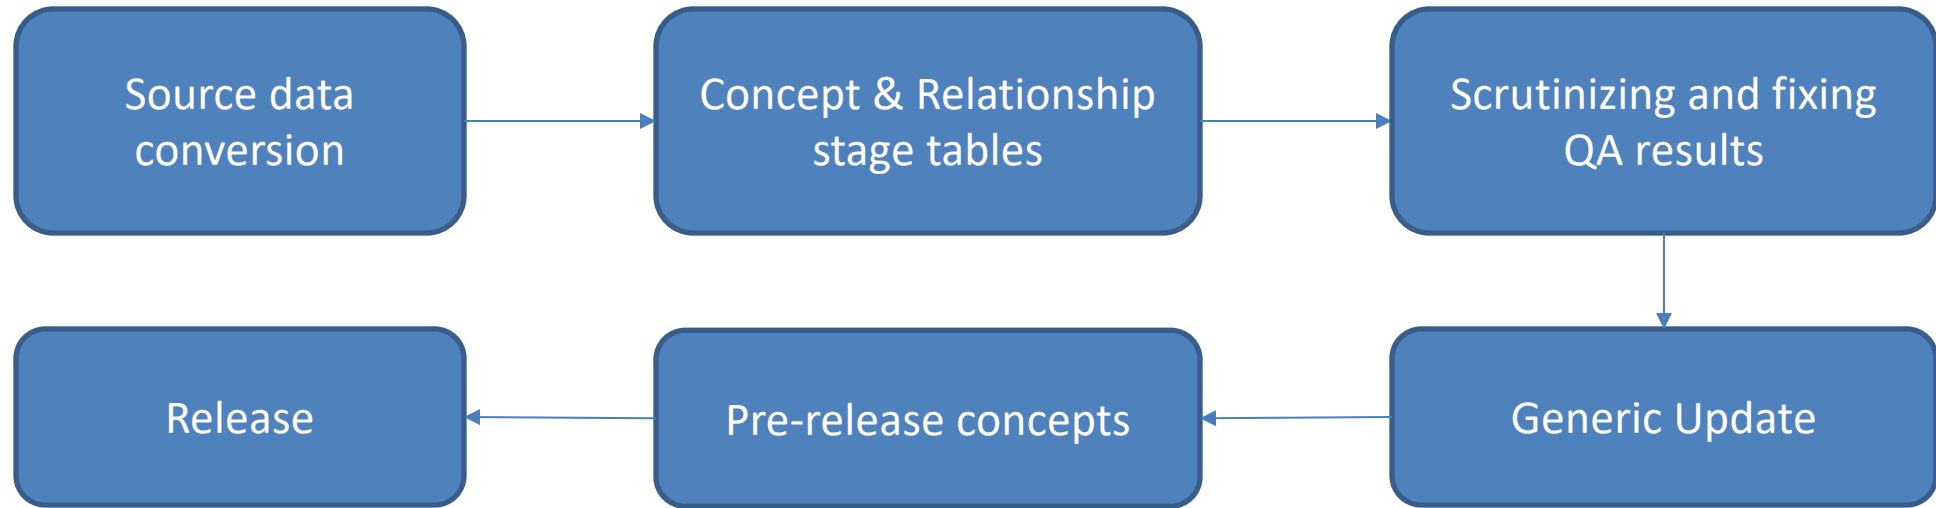 Source data
conversion
Concept & Relationship
stage tables
Scrutinizing and fixing
QA results
Generic Update
Pre-release concepts
Release